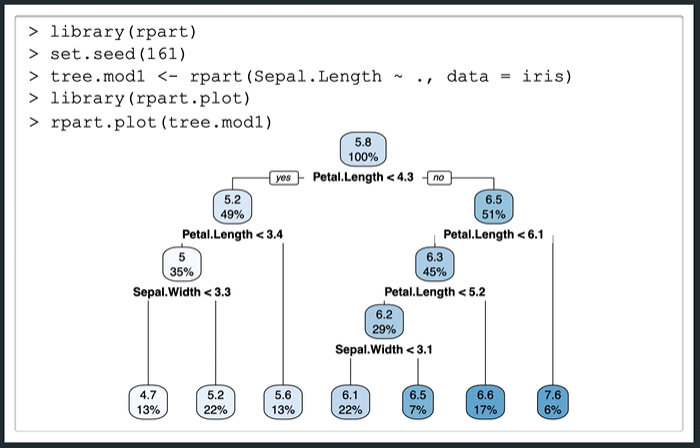 > library(rpart)
> set.seed(161)
> tree.mod1 <- rpart(Sepal.Length ~ ., data = iris)
> library(rpart.plot)
> rpart.plot(tree.mod1)
5.8
100%
yes Petal.Length < 4.3 no
5.2
49%
6.5
51%
Petal.Length < 3.4
Petal.Length < 6.1
5
35%
6.3
45%
Sepal.Width < 3.3
Petal.Length < 5.2
6.2
29%
Sepal.Width < 3.1
4.7
13%
5.2
22%
5.6
13%
6.1
22%
6.5
7%
6.6
17%
7.6
6%